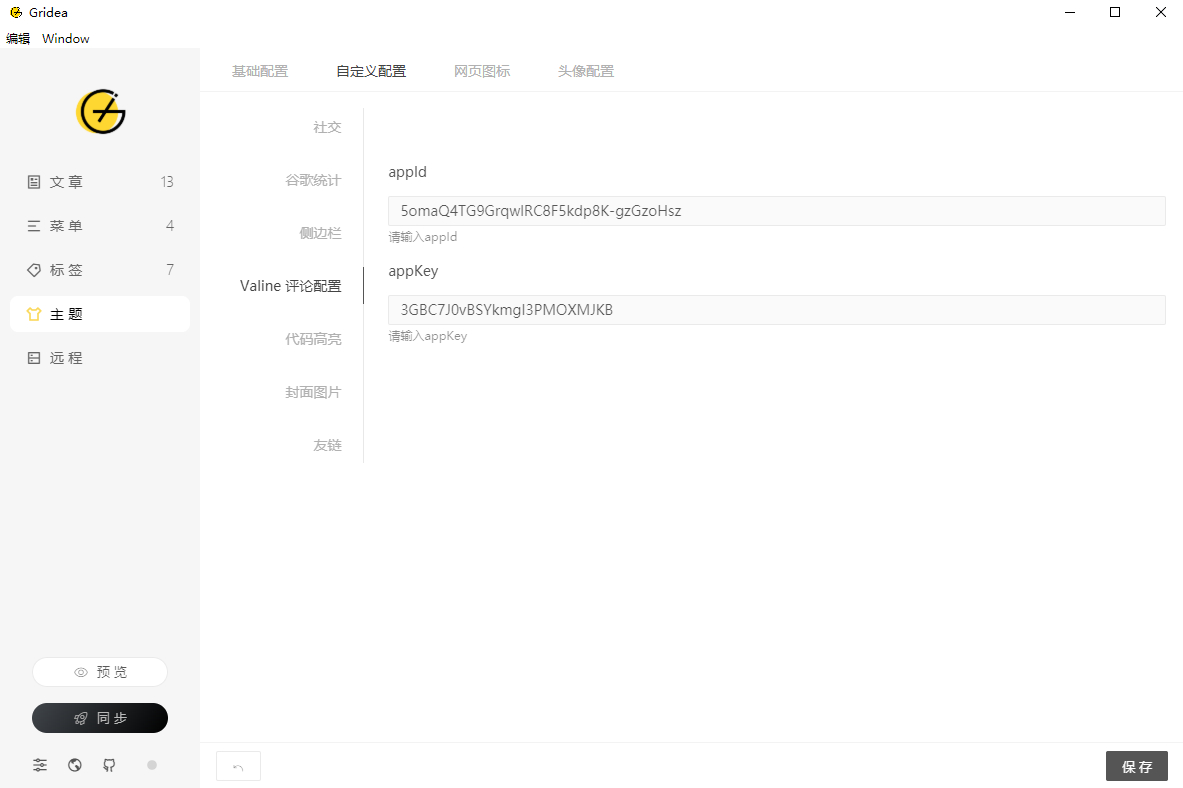 Gridea
编辑 Window
文章 13
菜单 4
标签 7
主题
远程
预览
同步
基础配置 自定义配置 网页图标 头像配置
社交
谷歌统计
侧边栏
Valine 评论配置
代码高亮
封面图片
友链
appId
5omaQ4TG9GrqwlRC8F5kdp8K-gzGzoHsz
请输入appId
appKey
3GBC7J0vBSYkmgI3PMOXMJKB
请输入appKey
保存